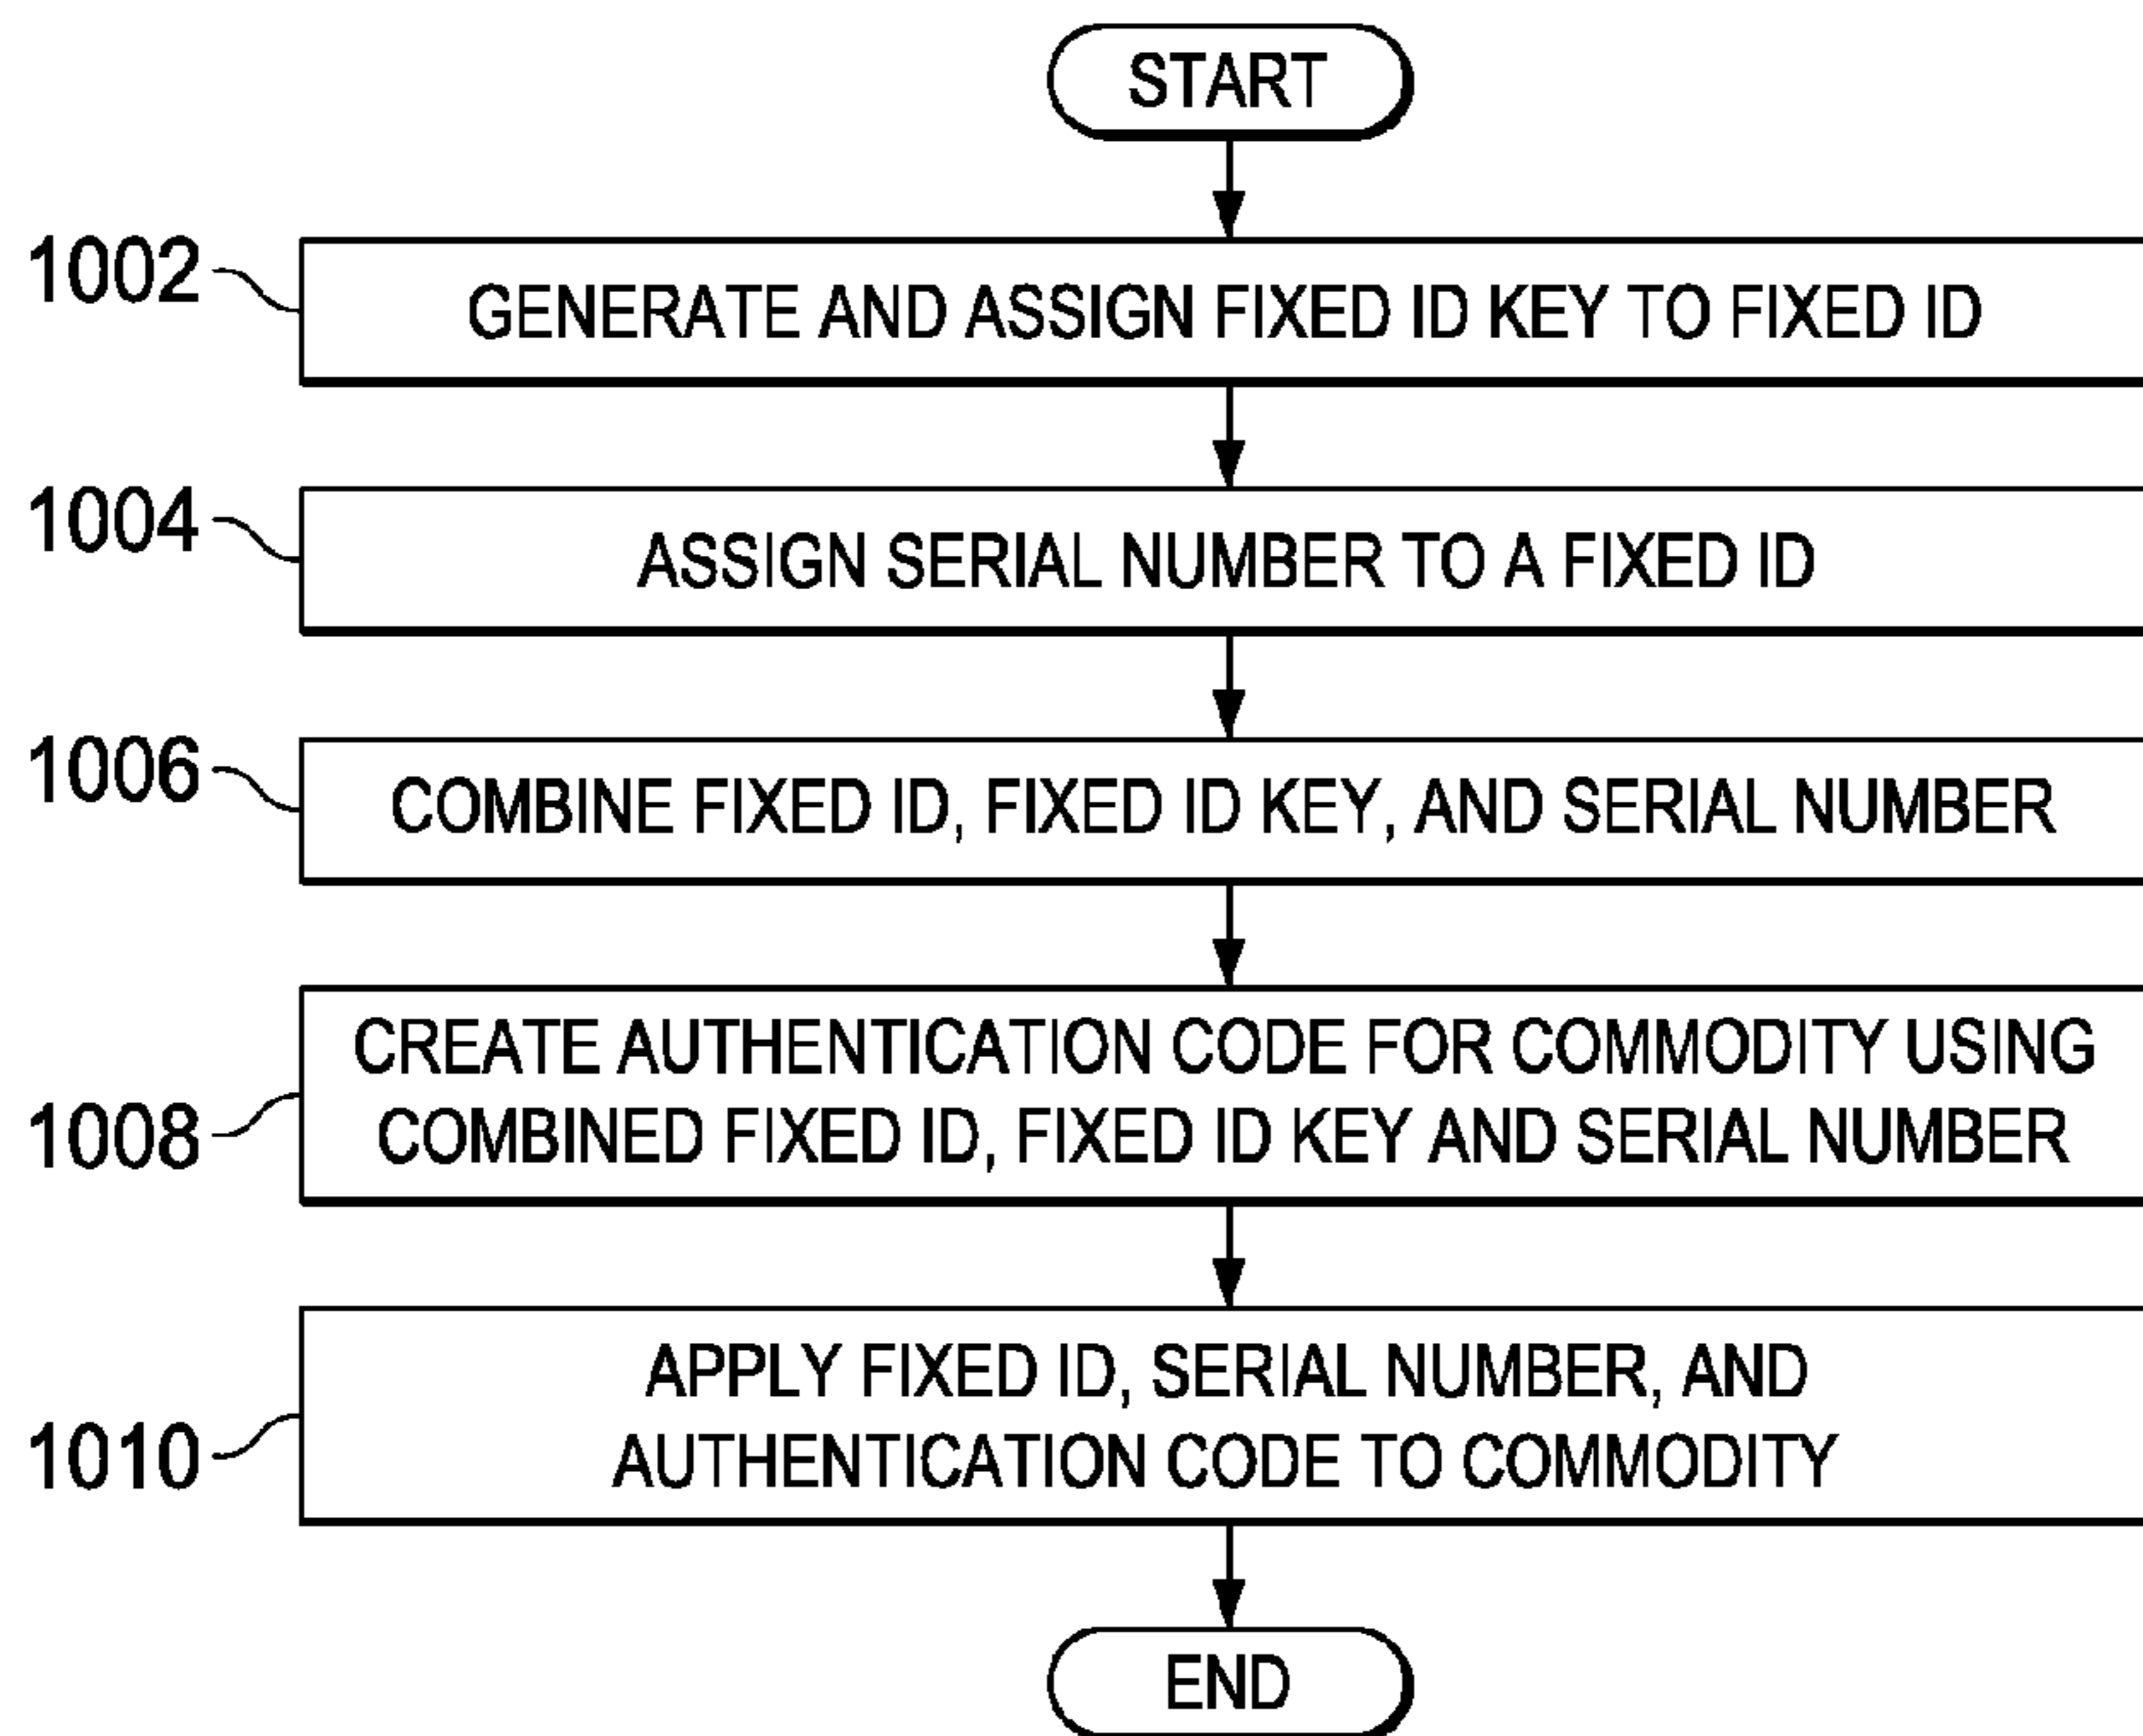 START
1002
GENERATE AND ASSIGN FIXED ID KEY TO FIXED ID
1004
ASSIGN SERIAL NUMBER TO A FIXED ID
1006
COMBINE FIXED ID, FIXED ID KEY, AND SERIAL NUMBER
1008
CREATE AUTHENTICATION CODE FOR COMMODITY USING
COMBINED FIXED ID, FIXED ID KEY AND SERIAL NUMBER
1010
APPLY FIXED ID, SERIAL NUMBER, AND
AUTHENTICATION CODE TO COMMODITY
END